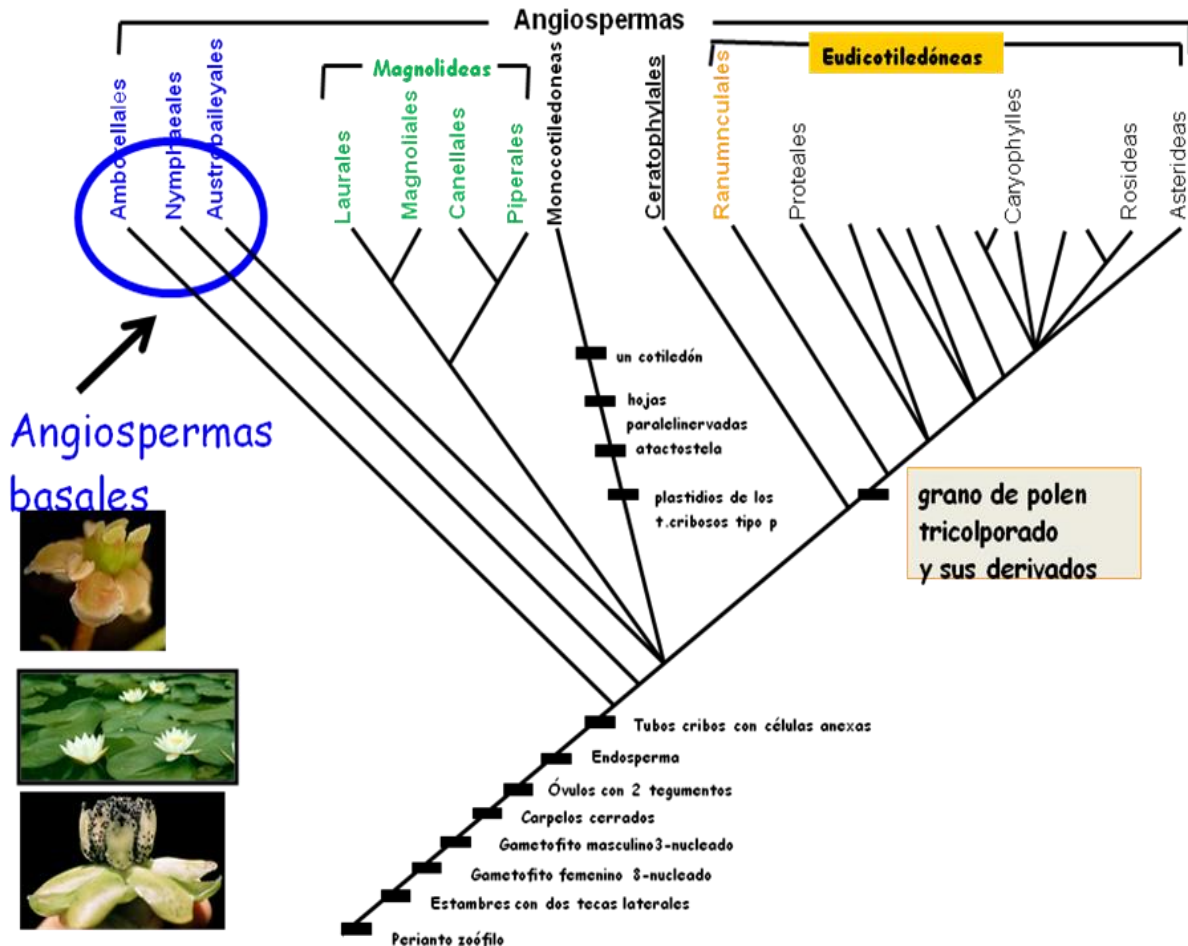 Angiospermas
Magnolideas
Eudicotiledóneas
Amborellales
Nymphaeales
Austrobaileyales
Laurales
Magnoliales
Canellales
Piperales
Monocotiledoneas
Ceratophylales
Ranumnculales
Proteales
Caryophylles
Rosideas
Asterideas
Angiospermas
basales
un cotiledón
hojas
paralelinervadas
atactostela
plastidios de los
t.cribosos tipo p
grano de polen
tricolporado
y sus derivados
Tubos cribos con células anexas
Endosperma
Óvulos con 2 tegumentos
Carpelos cerrados
Gametofito masculino3-nucleado
Gametofito femenino 8-nucleado
Estambres con dos tecas laterales
Perianto zoófilo